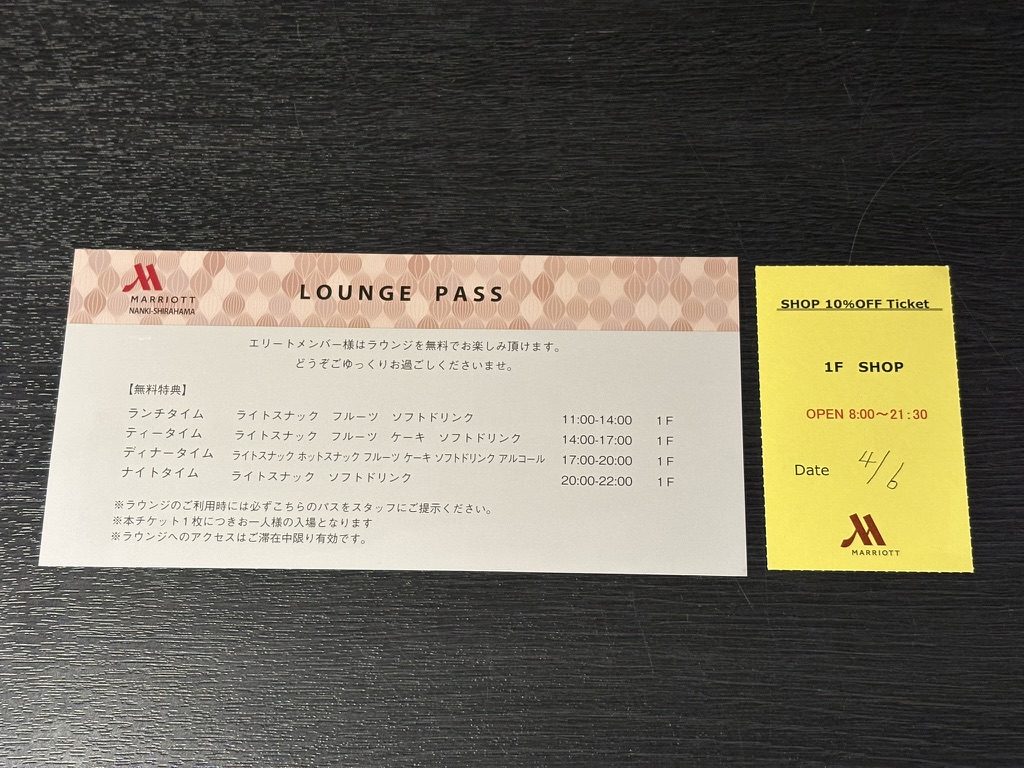 MARRIOTT
NANKI-SHIRAHAMA
LOUNGE PASS
エリートメンバー様はラウンジを無料でお楽しみ頂けます。
どうぞごゆっくりお過ごしくださいませ。
【無料特典】
ランチタイム ライトスナック フルーツ ソフトドリンク 11:00-14:00 1F
ティータイム ライトスナック フルーツ ケーキ ソフトドリンク 14:00-17:00 1F
ディナータイム ライトスナック ホットスナック フルーツ ケーキ ソフトドリンク アルコール 17:00-20:00 1F
ナイトタイム ライトスナック ソフトドリンク 20:00-22:00 1F
※ラウンジのご利用時には必ずこちらのパスをスタッフにご提示ください。
※本チケット1枚につきお一人様の入場となります
※ラウンジへのアクセスはご滞在中限り有効です。
SHOP 10%OFF Ticket
1F SHOP
OPEN 8:00～21:30
Date 4/6
MARRIOTT